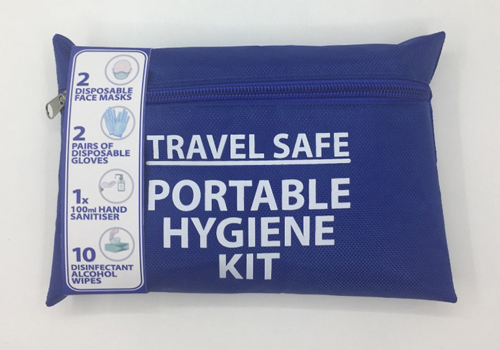 2
DISPOSABLE
FACE MASKS
2
PAIRS OF
DISPOSABLE
GLOVES
1x
100ml HAND
SANITISER
10
DISINFECTANT
ALCOHOL
WIPES
TRAVEL SAFE
PORTABLE
HYGIENE
KIT